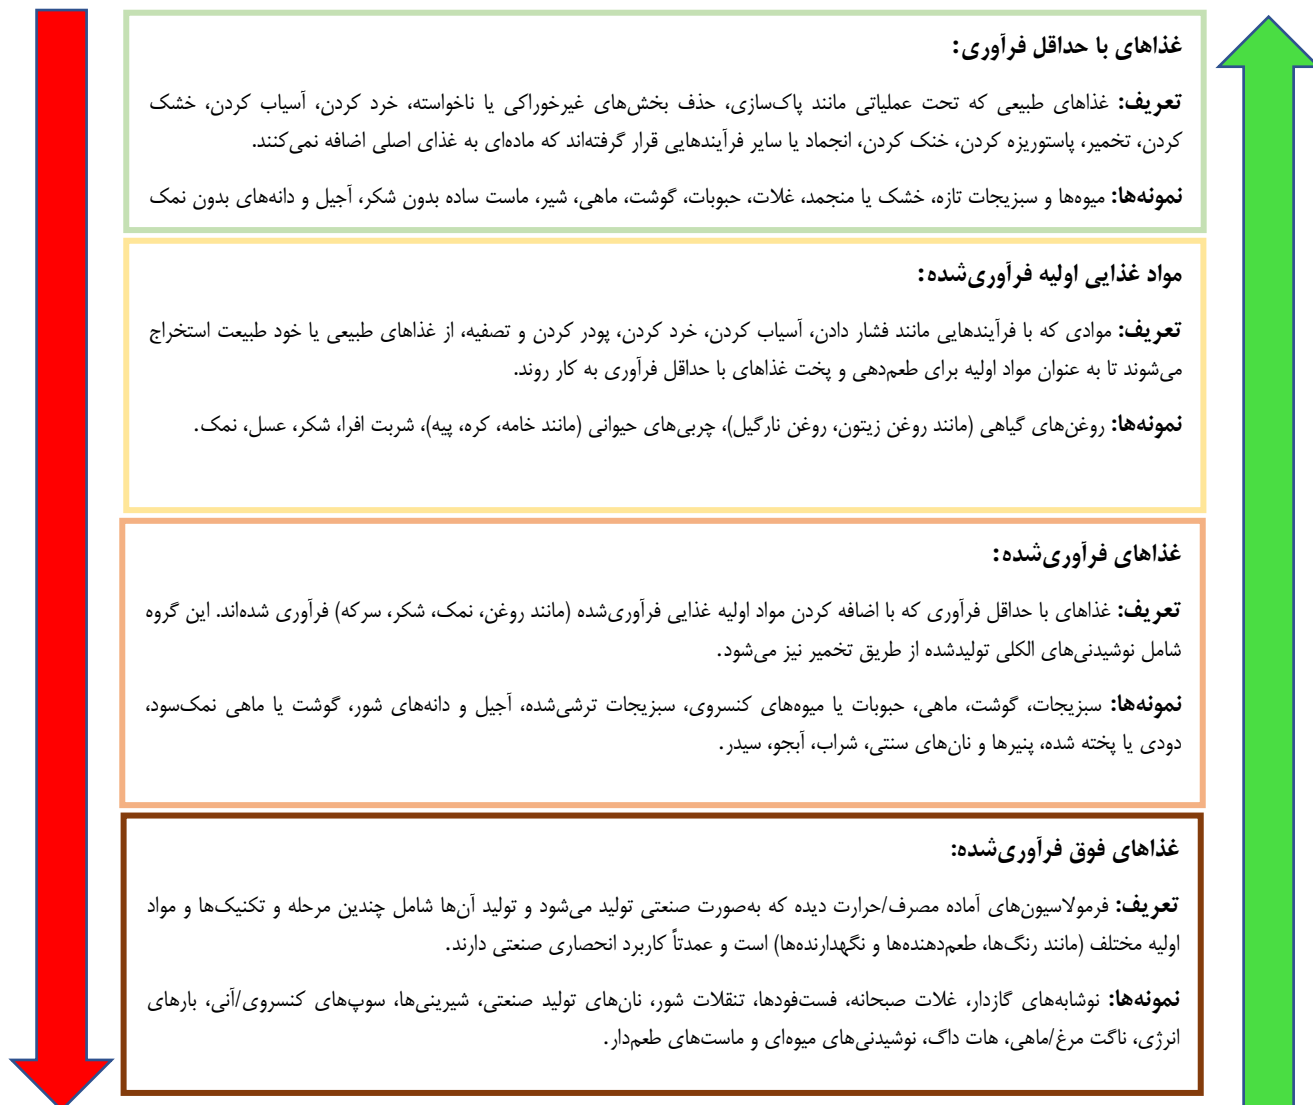 غذاهای با حداقل فرآوری:
تعریف: غذاهای طبیعی که تحت عملیاتی مانند پاک‌سازی، حذف بخش‌های غیرخوراکی یا ناخواسته، خرد کردن، آسیاب کردن، خشک
کردن، تخمیر، پاستوریزه کردن، خنک کردن، انجماد یا سایر فرآیندهایی قرار گرفته‌اند که ماده‌ای به غذای اصلی اضافه نمی‌کنند.
نمونه‌ها: میوه‌ها و سبزیجات تازه، خشک یا منجمد، غلات، حبوبات، گوشت، ماهی، شیر، ماست ساده بدون شکر، آجیل و دانه‌های بدون نمک
مواد غذایی اولیه فرآوری‌شده:
تعریف: موادی که با فرآیندهایی مانند فشار دادن، آسیاب کردن، خرد کردن، پودر کردن و تصفیه، از غذاهای طبیعی یا خود طبیعت استخراج
می‌شوند تا به عنوان مواد اولیه برای طعم‌دهی و پخت غذاهای با حداقل فرآوری به کار روند.
نمونه‌ها: روغن‌های گیاهی (مانند روغن زیتون، روغن نارگیل)، چربی‌های حیوانی (مانند خامه، کره، پیه)، شربت افرا، شکر، عسل، نمک.
غذاهای فرآوری‌شده:
تعریف: غذاهای با حداقل فرآوری که با اضافه کردن مواد اولیه غذایی فرآوری‌شده (مانند روغن، نمک، شکر، سرکه) فرآوری شده‌اند. این گروه
شامل نوشیدنی‌های الکلی تولیدشده از طریق تخمیر نیز می‌شود.
نمونه‌ها: سبزیجات، گوشت، ماهی، حبوبات یا میوه‌های کنسروی، سبزیجات ترشی‌شده، آجیل و دانه‌های شور، گوشت یا ماهی نمک‌سود،
دودی یا پخته شده، پنیرها و نان‌های سنتی، شراب، آبجو، سیدر.
غذاهای فوق فرآوری‌شده:
تعریف: فرمولاسیون‌های آماده مصرف/حرارت دیده که به‌صورت صنعتی تولید می‌شود و تولید آن‌ها شامل چندین مرحله و تکنیک‌ها و مواد
اولیه مختلف (مانند رنگ‌ها، طعم‌دهنده‌ها و نگهدارنده‌ها) است و عمدتاً کاربرد انحصاری صنعتی دارند.
نمونه‌ها: نوشابه‌های گازدار، غلات صبحانه، فست‌فودها، تنقلات شور، نان‌های تولید صنعتی، شیرینی‌ها، سوپ‌های کنسروی/آنی، بارهای
انرژی، ناگت مرغ/ماهی، هات داگ، نوشیدنی‌های میوه‌ای و ماست‌های طعم‌دار.